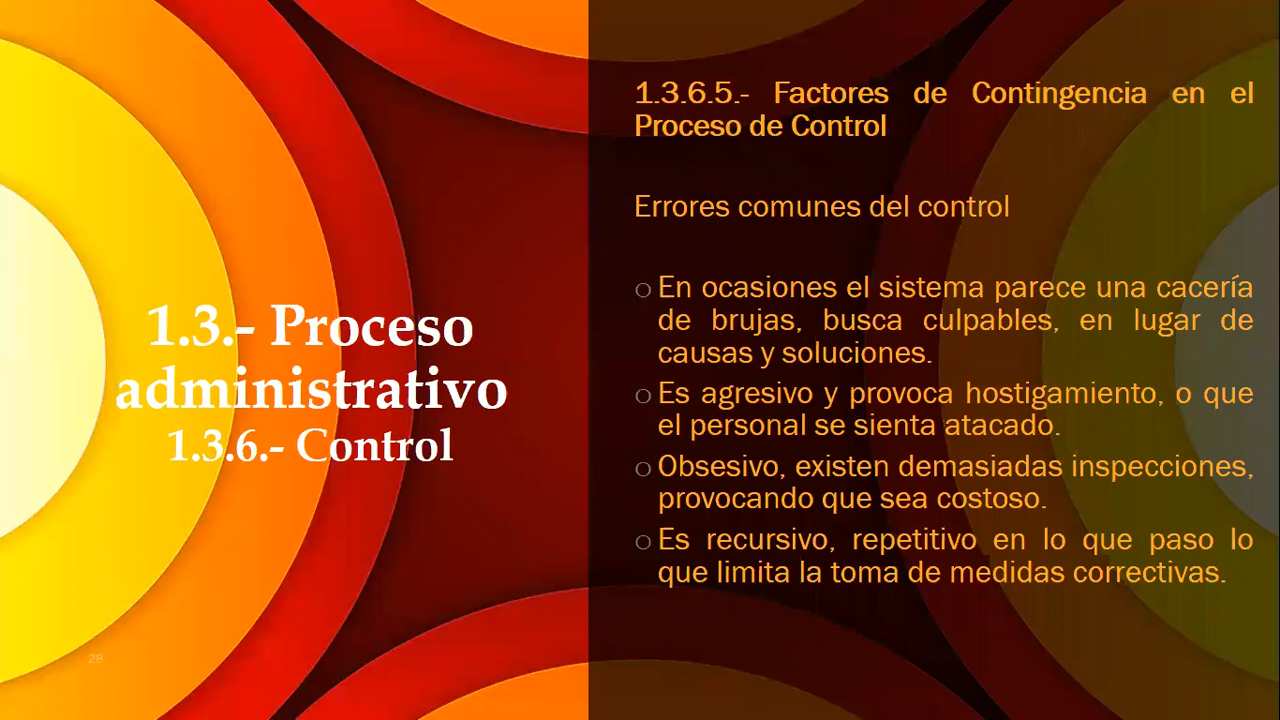 1.3.- Proceso
administrativo
1.3.6.- Control
29
1.3.6.5.- Factores de Contingencia en el
Proceso de Control
Errores comunes del control
○ En ocasiones el sistema parece una cacería
de brujas, busca culpables, en lugar de
causas y soluciones.
○ Es agresivo y provoca hostigamiento, o que
el personal se sienta atacado.
○ Obsesivo, existen demasiadas inspecciones,
provocando que sea costoso.
○ Es recursivo, repetitivo en lo que paso lo
que limita la toma de medidas correctivas.